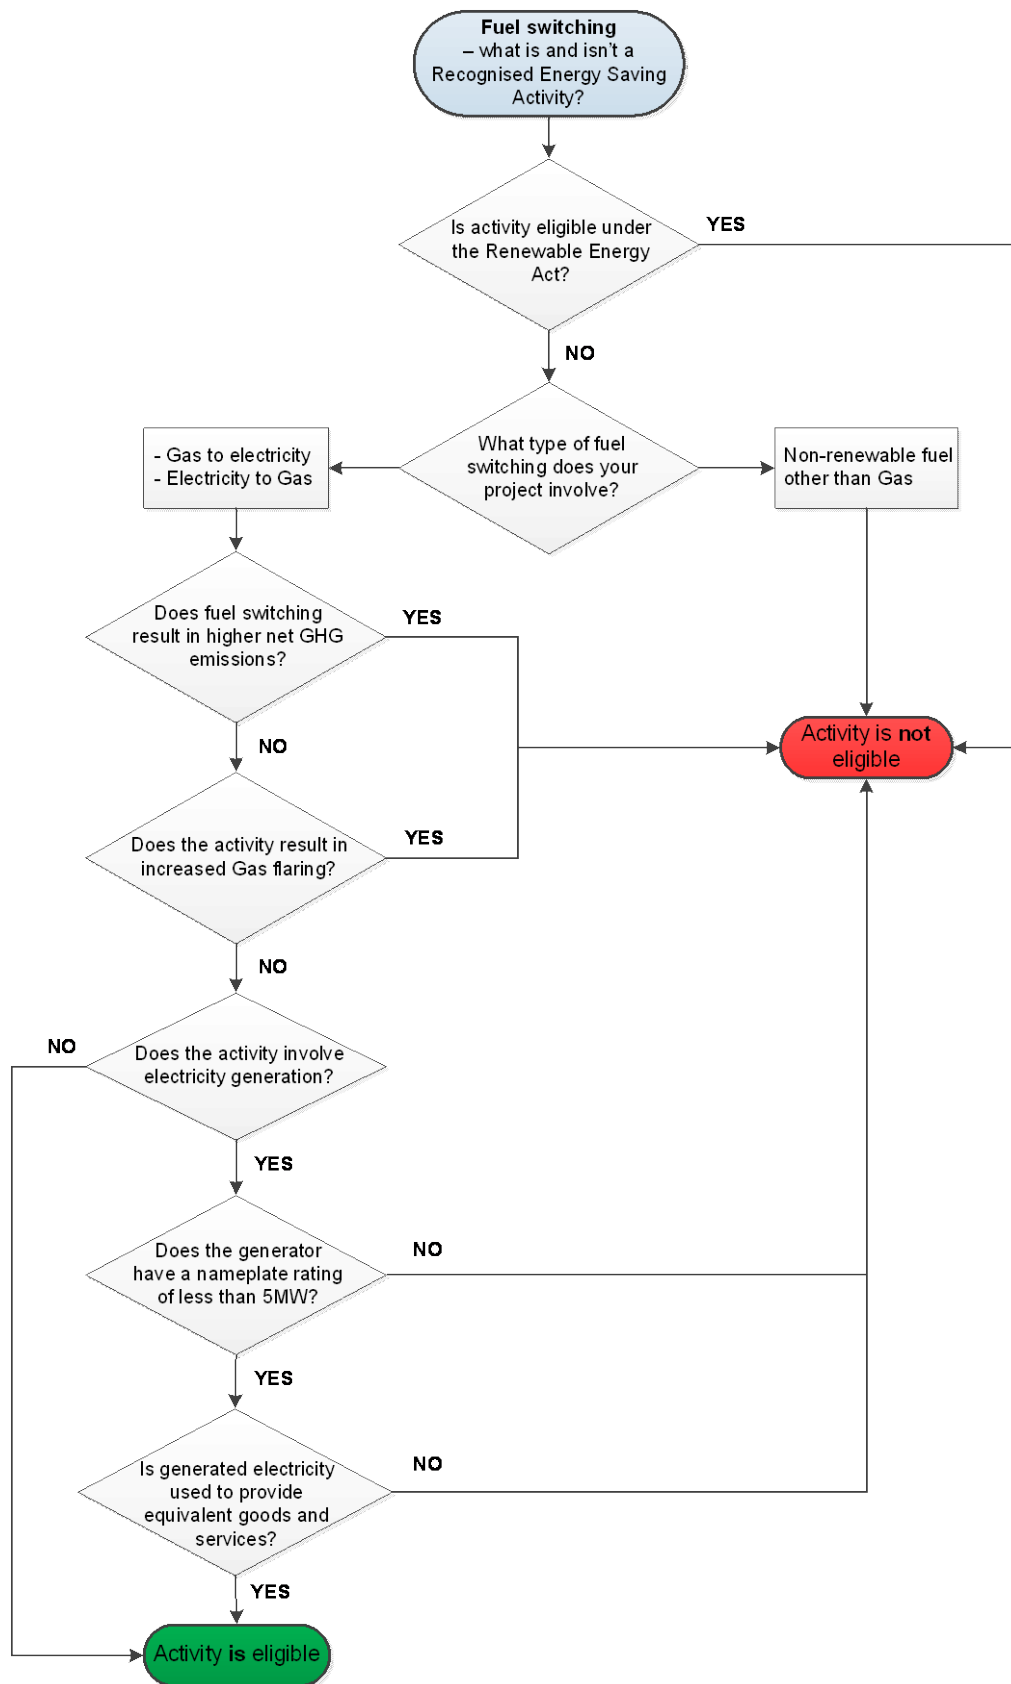 Fuel switching
– what is and isn't a
Recognised Energy Saving
Activity?
Is activity eligible under
the Renewable Energy
Act?
YES
NO
What type of fuel
switching does your
project involve?
- Gas to electricity
- Electricity to Gas
Non-renewable fuel
other than Gas
Does fuel switching
result in higher net GHG
emissions?
YES
NO
Activity is not
eligible
Does the activity result in
increased Gas flaring?
YES
NO
Does the activity involve
electricity generation?
NO
YES
Does the generator
have a nameplate rating
of less than 5MW?
NO
YES
Is generated electricity
used to provide
equivalent goods and
services?
NO
YES
Activity is eligible